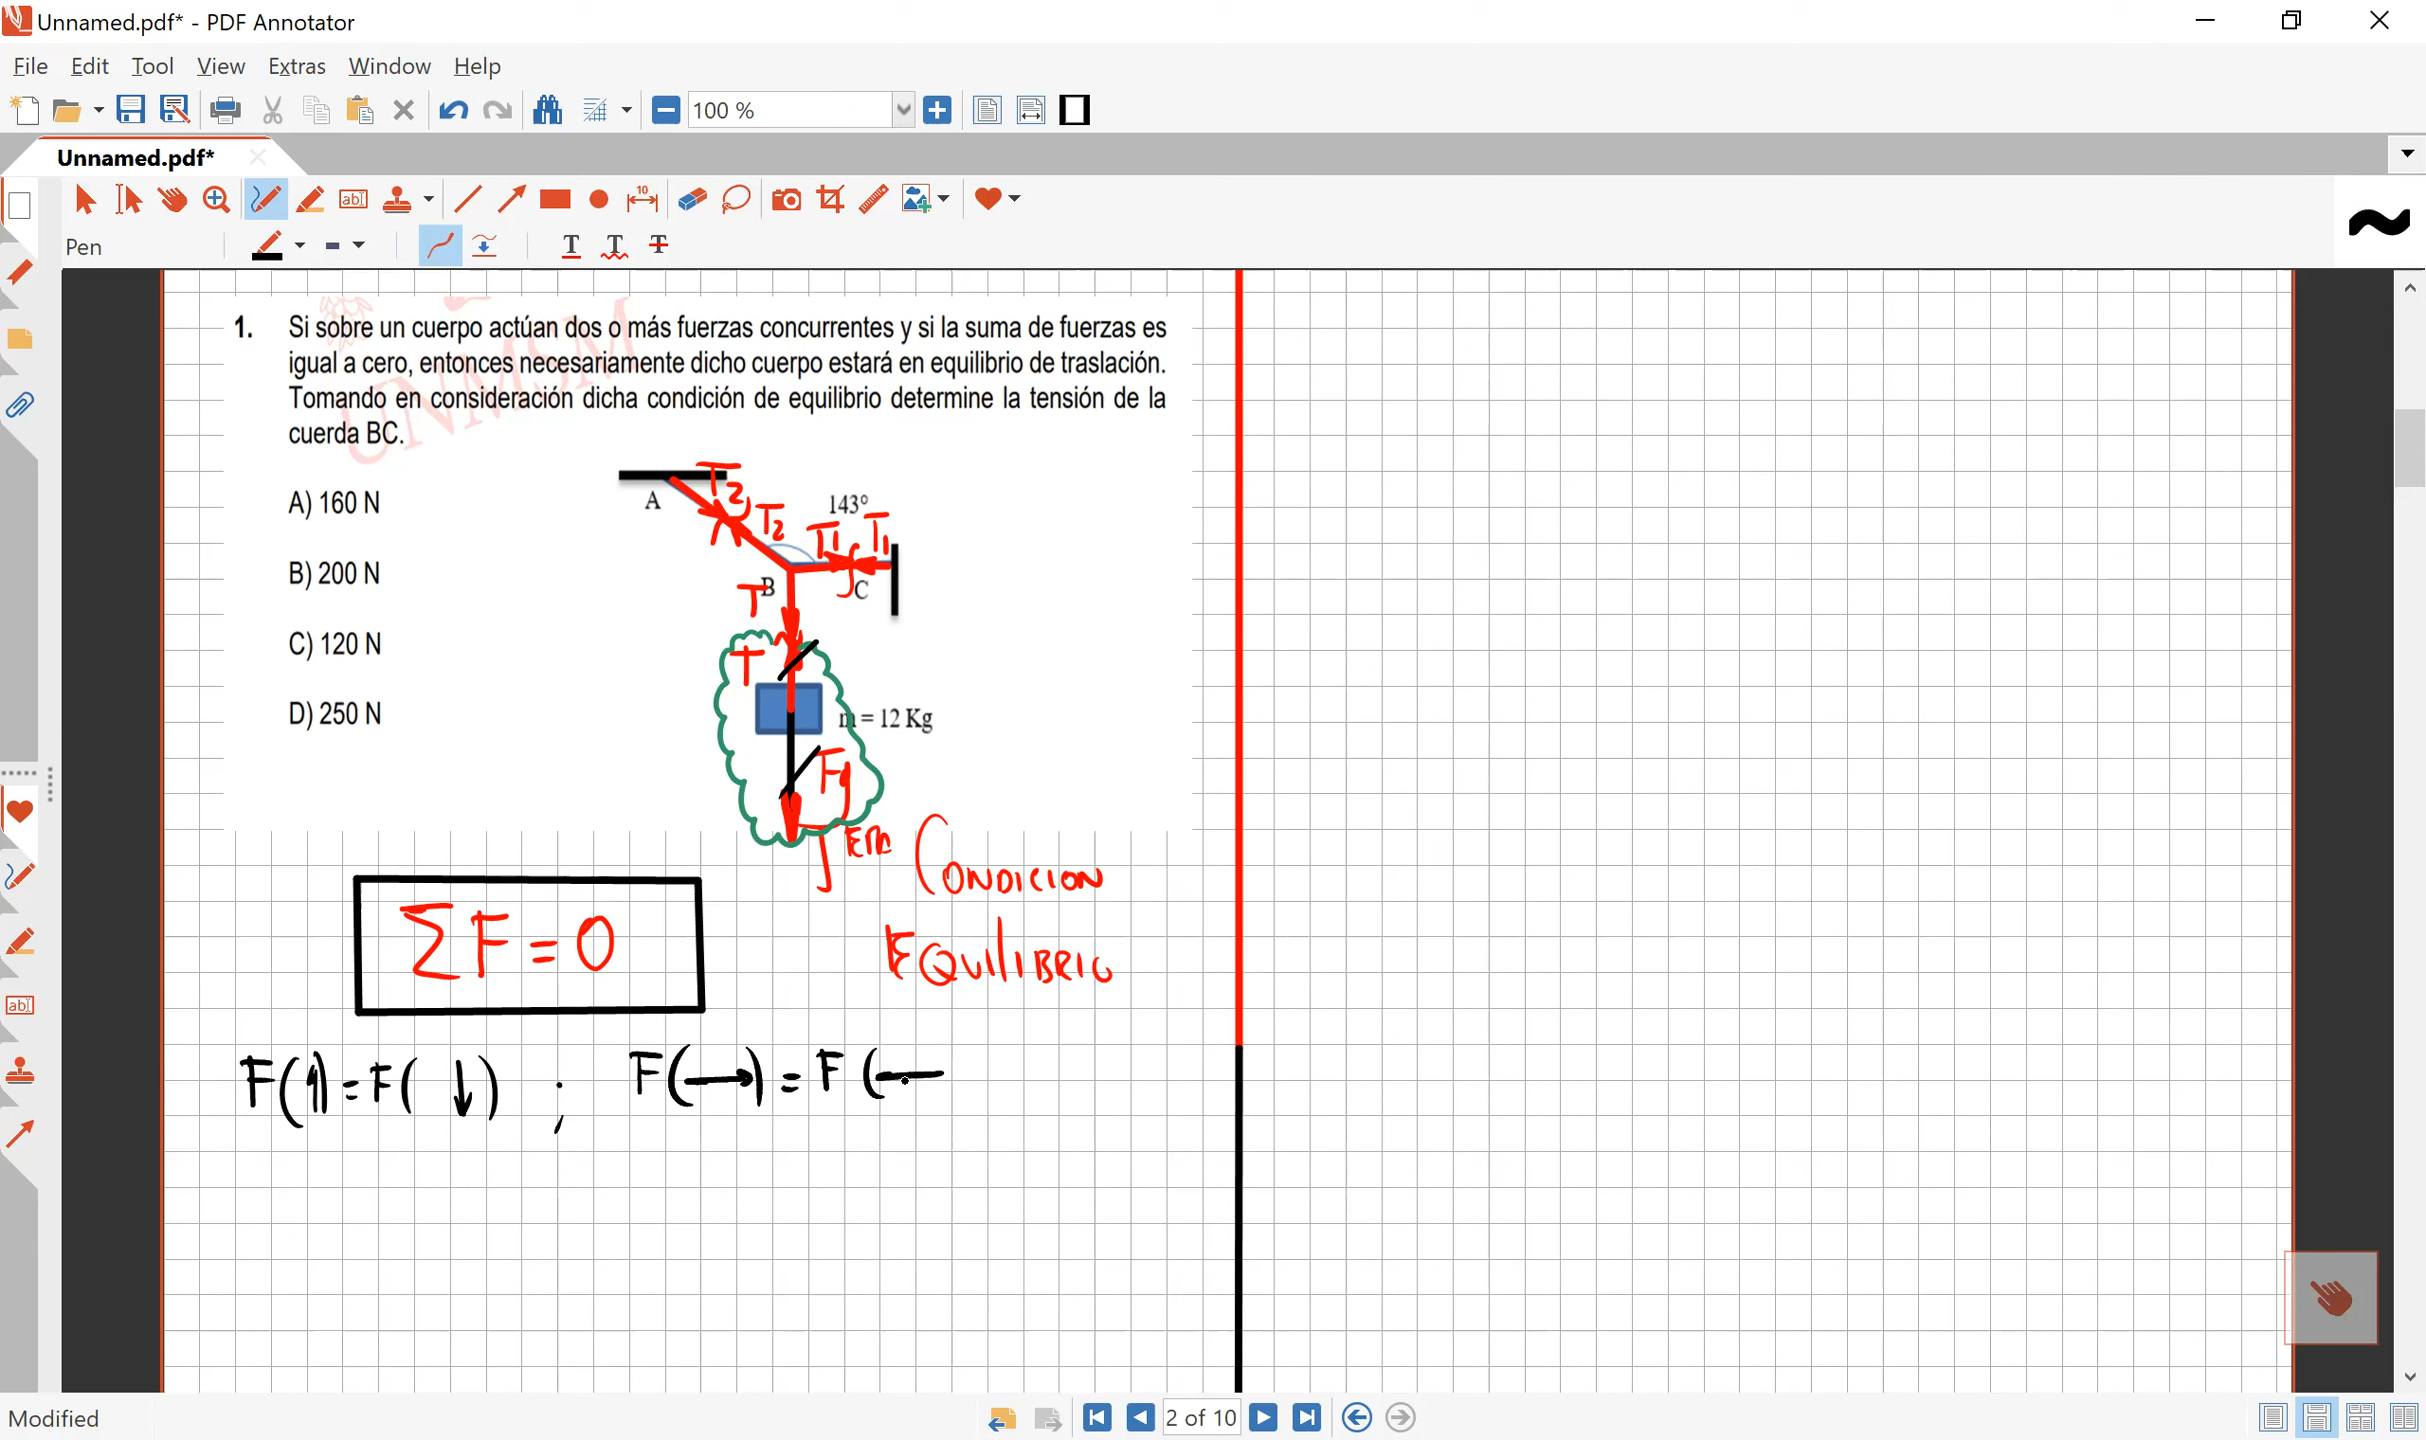 Unnamed.pdf* - PDF Annotator
File Edit Tool View Extras Window Help
100 %
Unnamed.pdf*
Pen
UNMSM
1. Si sobre un cuerpo actúan dos o más fuerzas concurrentes y si la suma de fuerzas es
igual a cero, entonces necesariamente dicho cuerpo estará en equilibrio de traslación.
Tomando en consideración dicha condición de equilibrio determine la tensión de la
cuerda BC.
A) 160 N
B) 200 N
C) 120 N
D) 250 N
A
T2
T2
143°
T1
T1
B
C
T
T
m = 12 Kg
Fg
CONDICION
EQUILIBRIO
ΣF = 0
F(↑) = F(↓) ; F(→) = F(—
Modified
2 of 10